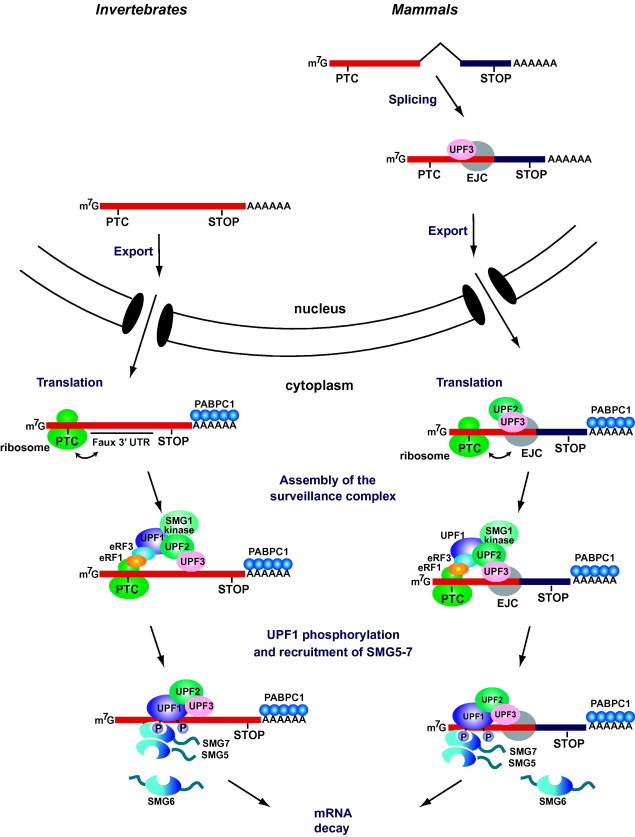 Invertebrates
Mammals
m7G
AAAAAA
PTC
STOP
Splicing
UPF3
m7G
AAAAAA
PTC
EJC
STOP
m7G
AAAAAA
PTC
STOP
Export
Export
nucleus
cytoplasm
Translation
PABPC1
m7G
AAAAAA
ribosome
PTC
Faux 3' UTR
STOP
Translation
UPF2
PABPC1
UPF3
m7G
AAAAAA
PTC
ribosome
EJC
STOP
Assembly of the
surveillance complex
SMG1
kinase
UPF1
eRF3
UPF2
eRF1
UPF3
PABPC1
m7G
AAAAAA
PTC
STOP
SMG1
kinase
UPF1
eRF3
UPF2
eRF1
UPF3
PABPC1
m7G
AAAAAA
PTC
EJC
STOP
UPF1 phosphorylation
and recruitment of SMG5-7
UPF2
UPF1
UPF3
PABPC1
m7G
AAAAAA
P
P
STOP
SMG7
SMG5
SMG6
UPF2
UPF1
UPF3
PABPC1
m7G
AAAAAA
P
P
STOP
SMG7
SMG5
SMG6
mRNA
decay